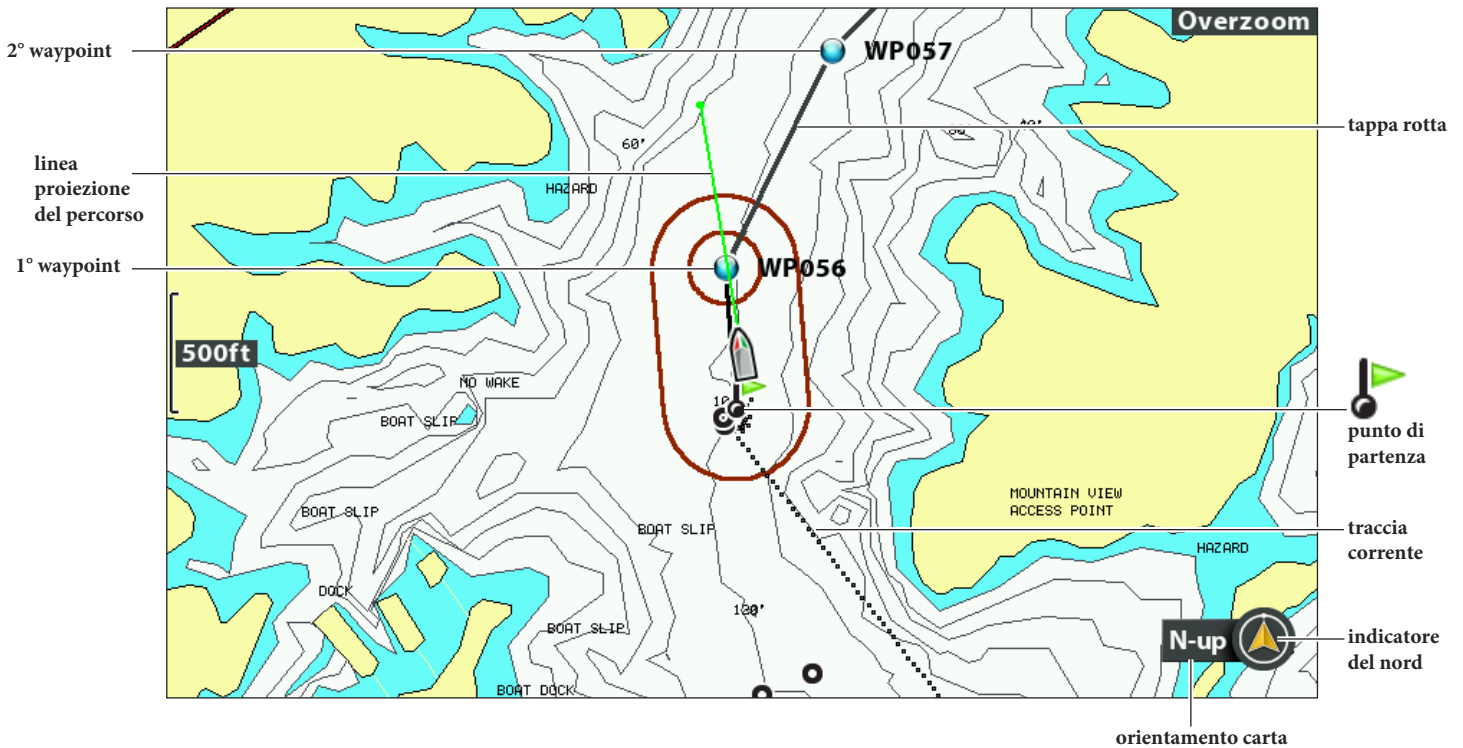 Overzoom
2° waypoint
WP057
60'
tappa rotta
linea
proiezione
del percorso
HAZARD
1° waypoint
WP056
500ft
NO WAKE
BOAT SLIP
punto di
partenza
MOUNTAIN VIEW
ACCESS POINT
BOAT SLIP
BOAT SLIP
traccia
corrente
HAZARD
DOCK
BOAT SLIP
N-up
indicatore
del nord
BOAT DOCK
orientamento carta